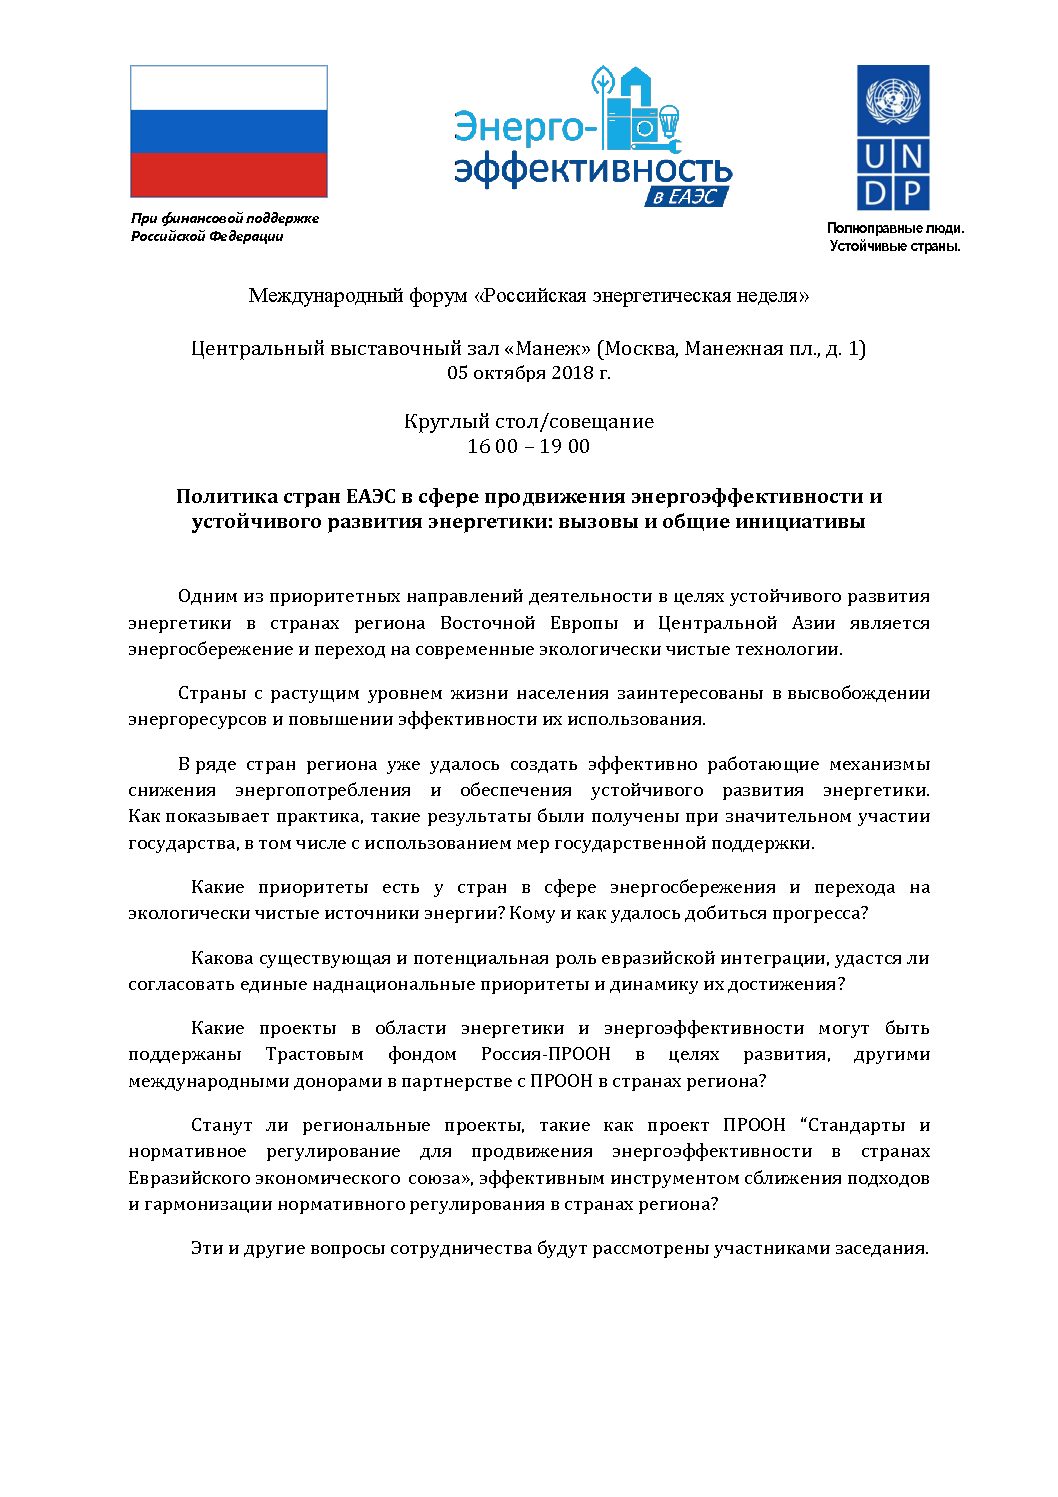 Энерго-
эффективность
в ЕАЭС
UN
DP
При финансовой поддержке
Российской Федерации
Полноправные люди.
Устойчивые страны.
Международный форум «Российская энергетическая неделя»
Центральный выставочный зал «Манеж» (Москва, Манежная пл., д. 1)
05 октября 2018 г.
Круглый стол/совещание
16 00 – 19 00
Политика стран ЕАЭС в сфере продвижения энергоэффективности и
устойчивого развития энергетики: вызовы и общие инициативы
Одним из приоритетных направлений деятельности в целях устойчивого развития
энергетики в странах региона Восточной Европы и Центральной Азии является
энергосбережение и переход на современные экологически чистые технологии.
Страны с растущим уровнем жизни населения заинтересованы в высвобождении
энергоресурсов и повышении эффективности их использования.
В ряде стран региона уже удалось создать эффективно работающие механизмы
снижения энергопотребления и обеспечения устойчивого развития энергетики.
Как показывает практика, такие результаты были получены при значительном участии
государства, в том числе с использованием мер государственной поддержки.
Какие приоритеты есть у стран в сфере энергосбережения и перехода на
экологически чистые источники энергии? Кому и как удалось добиться прогресса?
Какова существующая и потенциальная роль евразийской интеграции, удастся ли
согласовать единые наднациональные приоритеты и динамику их достижения?
Какие проекты в области энергетики и энергоэффективности могут быть
поддержаны Трастовым фондом Россия-ПРООН в целях развития, другими
международными донорами в партнерстве с ПРООН в странах региона?
Станут ли региональные проекты, такие как проект ПРООН “Стандарты и
нормативное регулирование для продвижения энергоэффективности в странах
Евразийского экономического союза», эффективным инструментом сближения подходов
и гармонизации нормативного регулирования в странах региона?
Эти и другие вопросы сотрудничества будут рассмотрены участниками заседания.